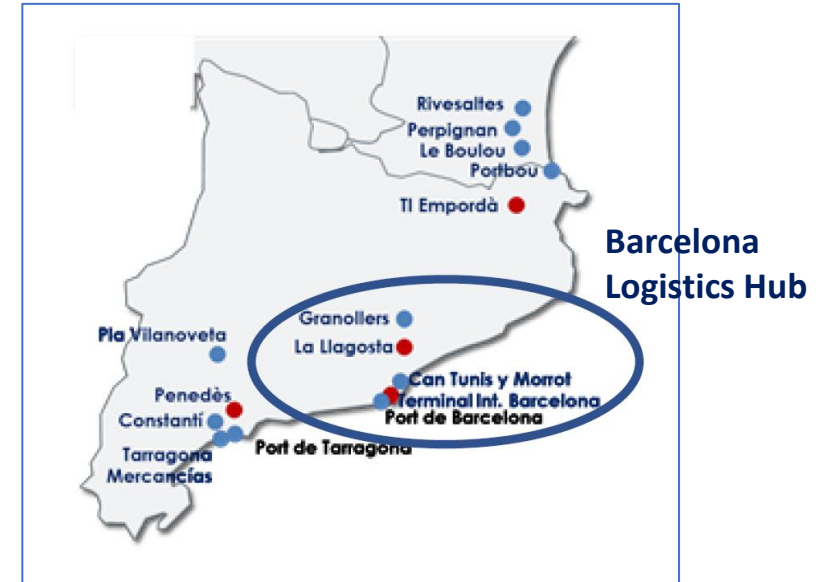 Rivesaltes
Perpignan
Le Boulou
Portbou
TI Empordà
Barcelona
Logistics Hub
Granollers
La Llagosta
Pla Vilanoveta
Can Tunis y Morrot
Terminal Int. Barcelona
Port de Barcelona
Penedès
Constantí
Port de Tarragona
Tarragona
Mercancías